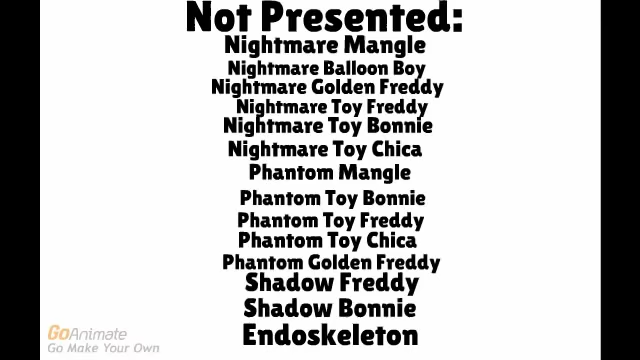 Not Presented:
Nightmare Mangle
Nightmare Balloon Boy
Nightmare Golden Freddy
Nightmare Toy Freddy
Nightmare Toy Bonnie
Nightmare Toy Chica
Phantom Mangle
Phantom Toy Bonnie
Phantom Toy Freddy
Phantom Toy Chica
Phantom Golden Freddy
Shadow Freddy
Shadow Bonnie
Endoskeleton
GoAnimate
Go Make Your Own